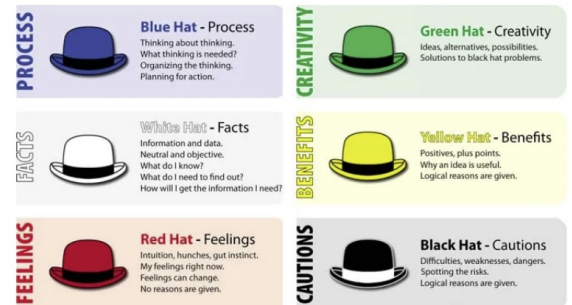 PROCESS
Blue Hat - Process
Thinking about thinking.
What thinking is needed?
Organizing the thinking.
Planning for action.
CREATIVITY
Green Hat - Creativity
Ideas, alternatives, possibilities.
Solutions to black hat problems.
FACTS
White Hat - Facts
Information and data.
Neutral and objective.
What do I know?
What do I need to find out?
How will I get the information I need?
BENEFITS
Yellow Hat - Benefits
Positives, plus points.
Why an idea is useful.
Logical reasons are given.
FEELINGS
Red Hat - Feelings
Intuition, hunches, gut instinct.
My feelings right now.
Feelings can change.
No reasons are given.
CAUTIONS
Black Hat - Cautions
Difficulties, weaknesses, dangers.
Spotting the risks.
Logical reasons are given.